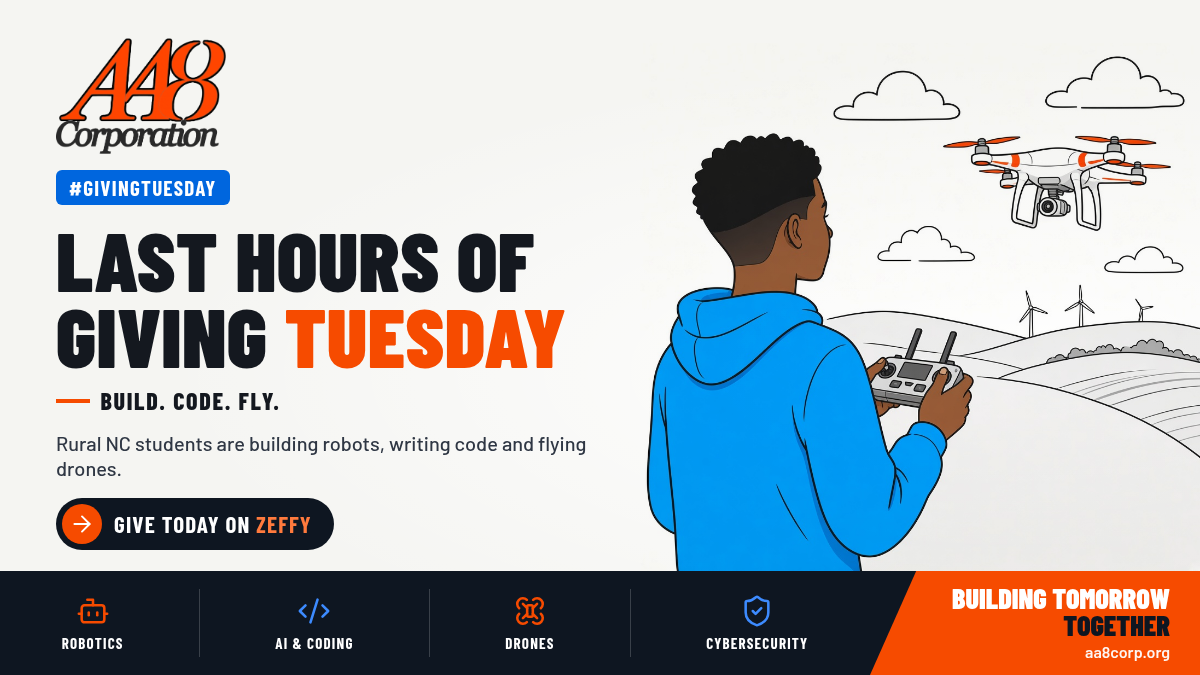 AA8
Corporation
#GIVINGTUESDAY
LAST HOURS OF
GIVING TUESDAY
BUILD. CODE. FLY.
Rural NC students are building robots, writing code and flying
drones.
GIVE TODAY ON ZEFFY
ROBOTICS
AI & CODING
DRONES
CYBERSECURITY
BUILDING TOMORROW
TOGETHER
aa8corp.org